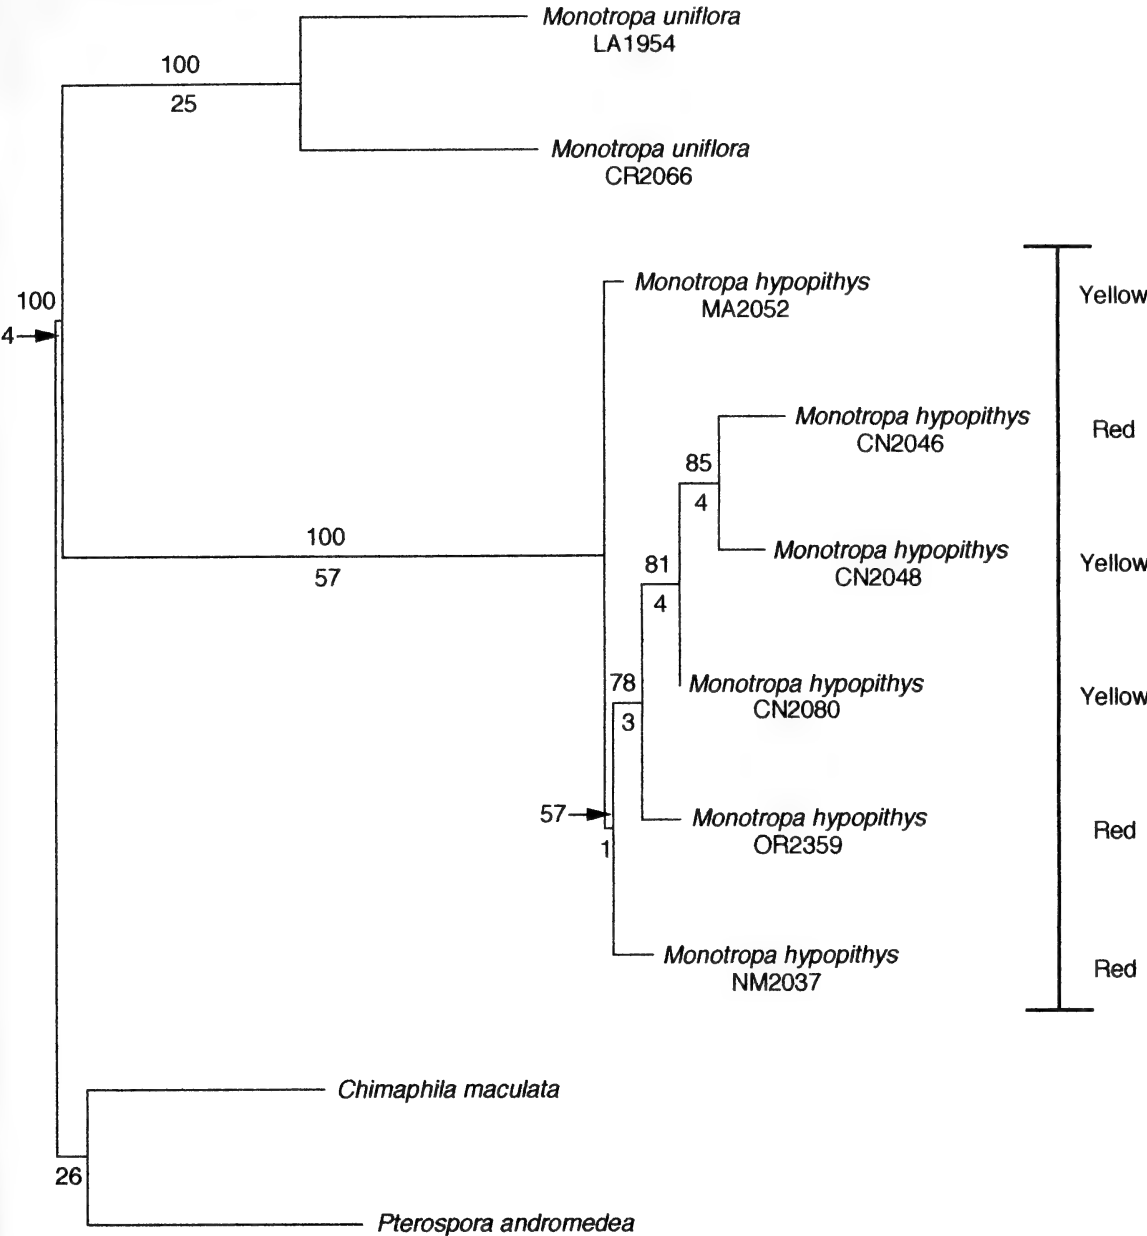 Monotropa uniflora
LA1954
100
25
Monotropa uniflora
CR2066
Monotropa hypopithys
MA2052
Yellow
100
4
Monotropa hypopithys
CN2046
Red
85
4
100
57
Monotropa hypopithys
CN2048
Yellow
81
4
Monotropa hypopithys
CN2080
Yellow
78
3
57
1
Monotropa hypopithys
OR2359
Red
Monotropa hypopithys
NM2037
Red
Chimaphila maculata
26
Pterospora andromedea